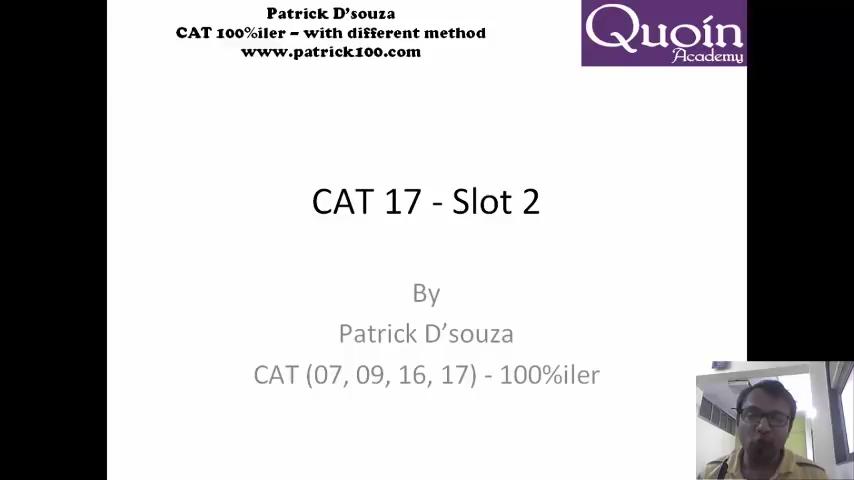 Patrick D'souza
CAT 100%iler – with different method
www.patrick100.com
Quoin
Academy
CAT 17 - Slot 2
By
Patrick D'souza
CAT (07, 09, 16, 17) - 100%iler